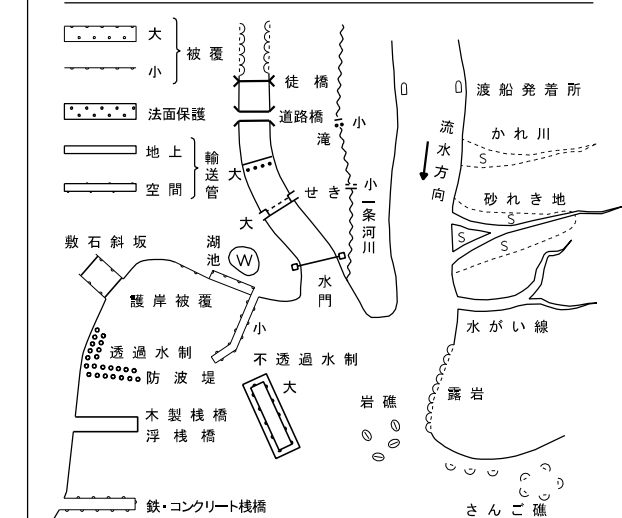 大
小
被覆
徒橋
渡船発着所
法面保護
道路橋
小
滝
流水方向
かれ川
S
地上
空間
輸送管
大
せき
小
一条河川
砂れき地
S
S
S
大
敷石斜坂
湖池
W
水門
護岸被覆
小
水がい線
透過水制
不透過水制
防波堤
大
岩礁
露岩
木製桟橋
浮桟橋
鉄・コンクリート桟橋
さんご礁